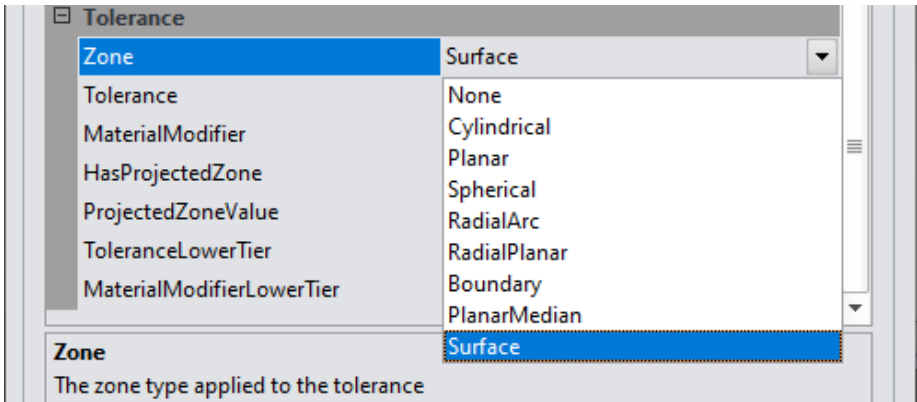 Tolerance
Zone Surface
Tolerance None
MaterialModifier Cylindrical
HasProjectedZone Planar
ProjectedZoneValue Spherical
ToleranceLowerTier RadialArc
MaterialModifierLowerTier RadialPlanar
Boundary
PlanarMedian
Surface
Zone
The zone type applied to the tolerance